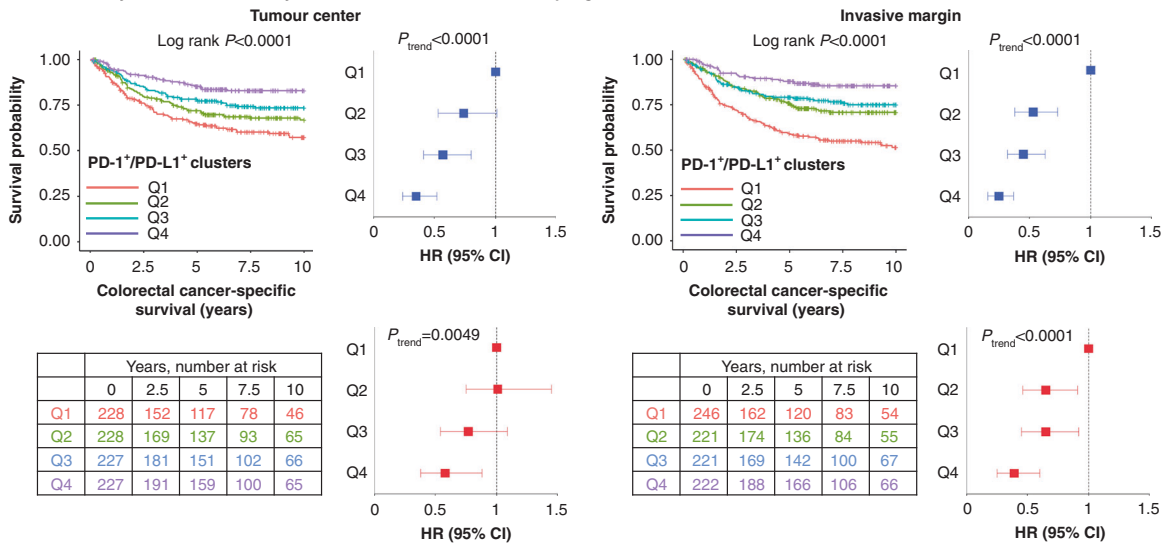 Tumour center
Log rank P<0.0001
1.00
0.75
0.50
0.25
0.00
Survival probability
PD-1+/PD-L1+ clusters
Q1
Q2
Q3
Q4
0 2.5 5 7.5 10
Colorectal cancer-specific
survival (years)
Ptrend<0.0001
Q1
Q2
Q3
Q4
0 0.5 1 1.5
HR (95% CI)
Years, number at risk
0 2.5 5 7.5 10
Q1 228 152 117 78 46
Q2 228 169 137 93 65
Q3 227 181 151 102 66
Q4 227 191 159 100 65
Ptrend=0.0049
Q1
Q2
Q3
Q4
0 0.5 1 1.5
HR (95% CI)
Invasive margin
Log rank P<0.0001
1.00
0.75
0.50
0.25
0.00
Survival probability
PD-1+/PD-L1+ clusters
Q1
Q2
Q3
Q4
0 2.5 5 7.5 10
Colorectal cancer-specific
survival (years)
Ptrend<0.0001
Q1
Q2
Q3
Q4
0 0.5 1 1.5
HR (95% CI)
Years, number at risk
0 2.5 5 7.5 10
Q1 246 162 120 83 54
Q2 221 174 136 84 55
Q3 221 169 142 100 67
Q4 222 188 166 106 66
Ptrend<0.0001
Q1
Q2
Q3
Q4
0 0.5 1 1.5
HR (95% CI)